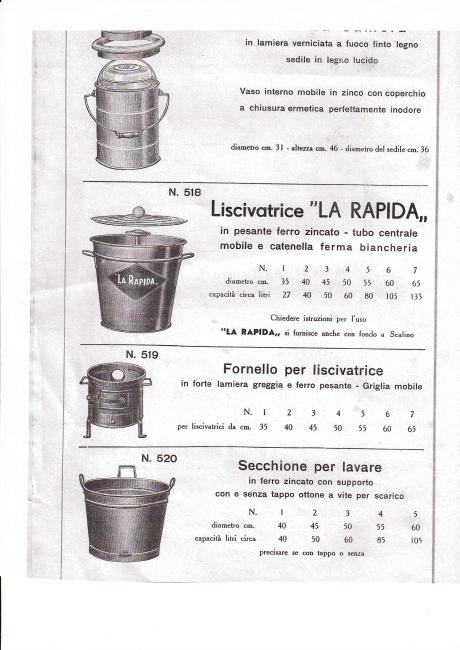 in lamiera verniciata a fuoco finto legno
sedile in legno lucido
Vaso interno mobile in zinco con coperchio
a chiusura ermetica perfettamente inodore
diametro cm. 31 - altezza cm. 46 - diametro del sedile cm. 36
N. 518
Liscivatrice "LA RAPIDA„
in pesante ferro zincato - tubo centrale
mobile e catenella ferma biancheria
LA RAPIDA.
N. 1 2 3 4 5 6 7
diametro cm. 35 40 45 50 55 60 65
capacità circa litri 27 40 50 60 80 105 135
Chiedere istruzioni per l'uso
"LA RAPIDA„ si fornisce anche con fondo a Scalino
N. 519
Fornello per liscivatrice
in forte lamiera greggia e ferro pesante - Griglia mobile
N. 1 2 3 4 5 6 7
per liscivatrici da cm. 35 40 45 50 55 60 65
N. 520
Secchione per lavare
in ferro zincato con supporto
con e senza tappo ottone a vite per scarico
N. 1 2 3 4 5
diametro cm. 40 45 50 55 60
capacità litri circa 40 50 60 85 105
precisare se con tappo o senza